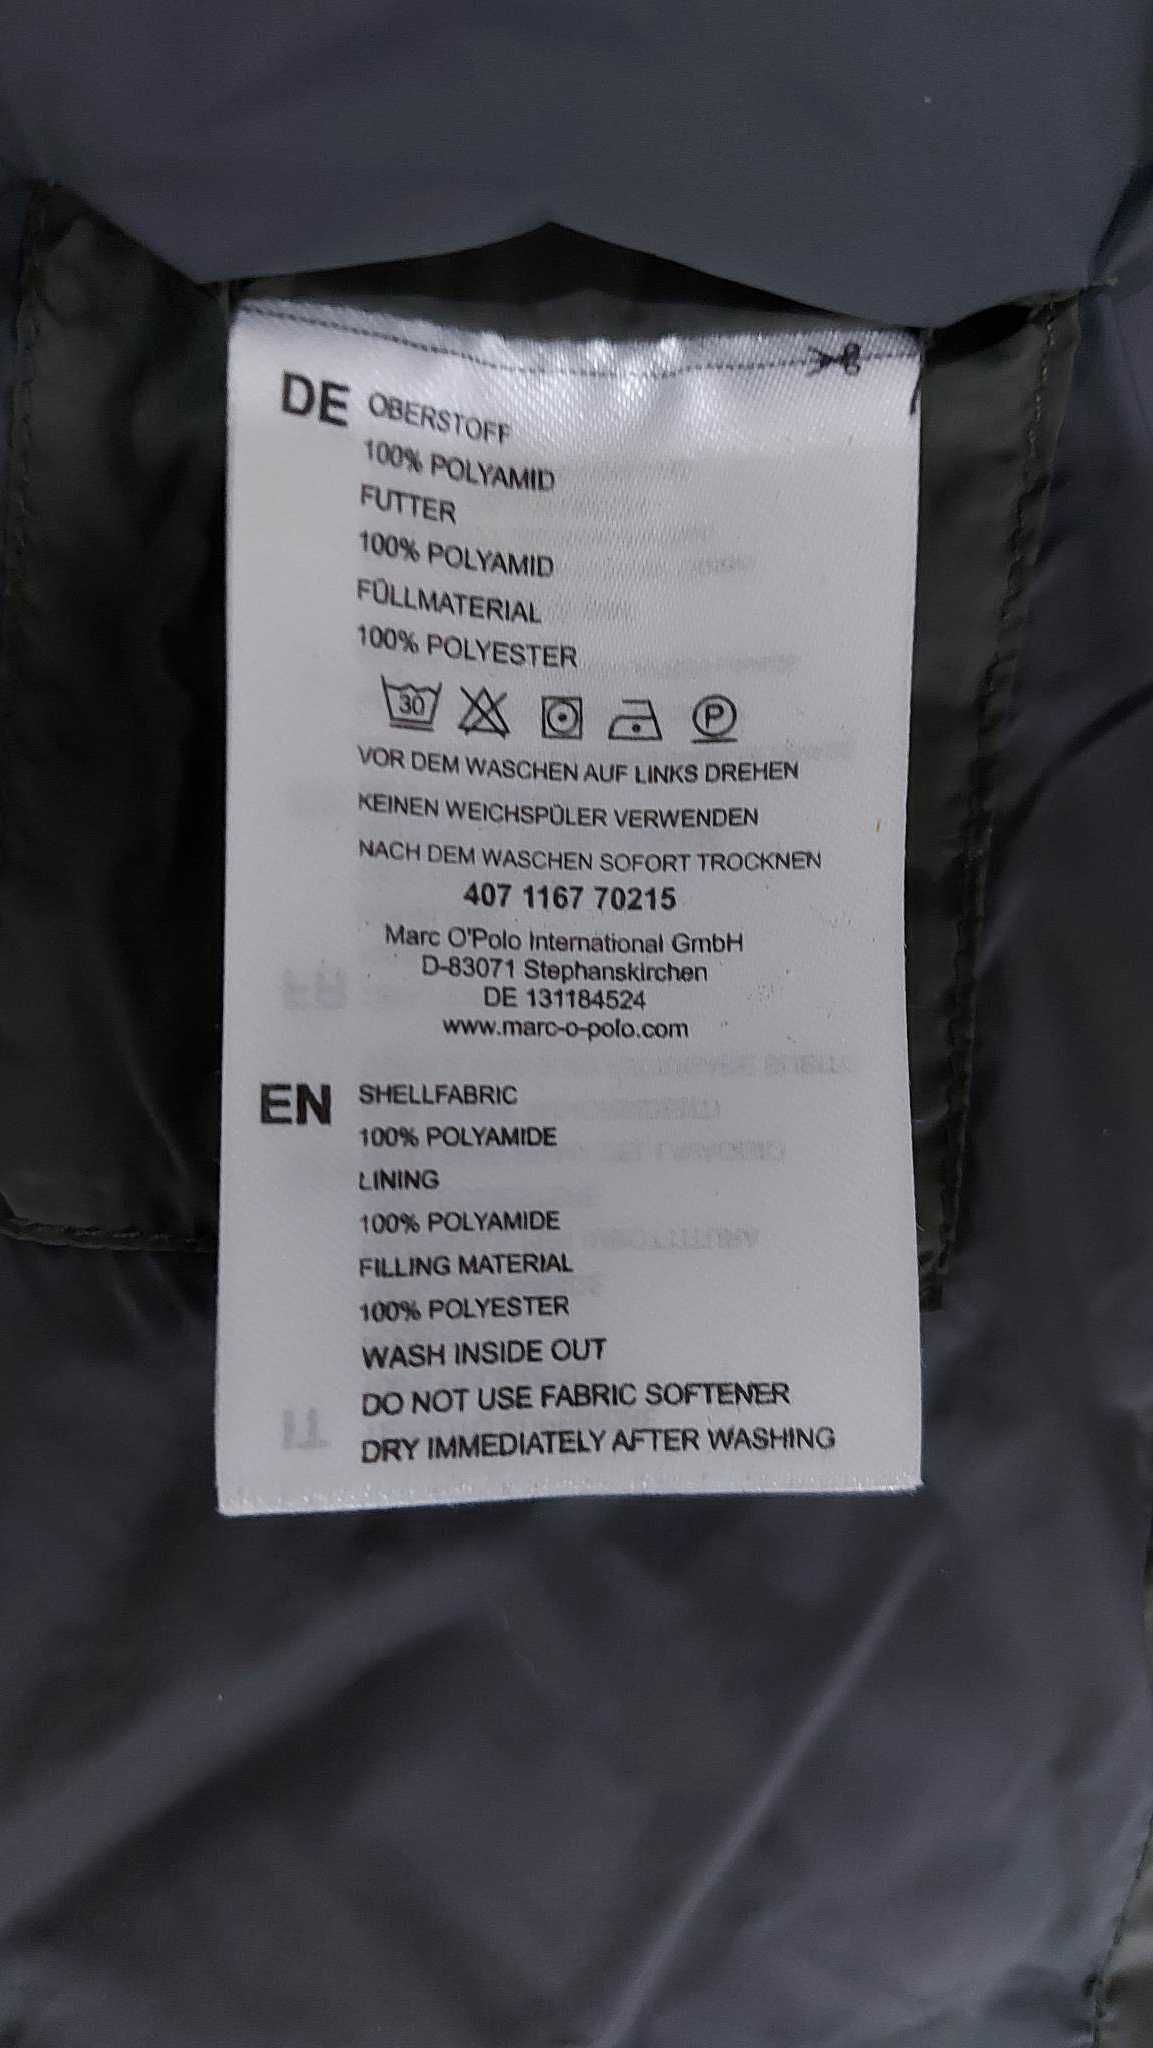 DE OBERSTOFF
100% POLYAMID
FUTTER
100% POLYAMID
FÜLLMATERIAL
100% POLYESTER
30 P
VOR DEM WASCHEN AUF LINKS DREHEN
KEINEN WEICHSPÜLER VERWENDEN
NACH DEM WASCHEN SOFORT TROCKNEN
407 1167 70215
Marc O'Polo International GmbH
D-83071 Stephanskirchen
DE 131184524
www.marc-o-polo.com
EN SHELLFABRIC
100% POLYAMIDE
LINING
100% POLYAMIDE
FILLING MATERIAL
100% POLYESTER
WASH INSIDE OUT
DO NOT USE FABRIC SOFTENER
DRY IMMEDIATELY AFTER WASHING